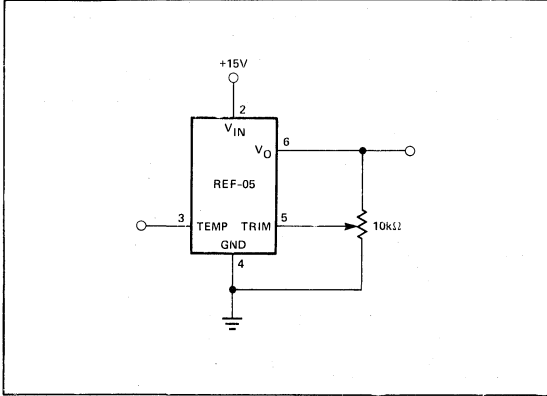 +15V
2
V_IN
6
V_O
REF-05
3
TEMP
TRIM
5
10kΩ
GND
4